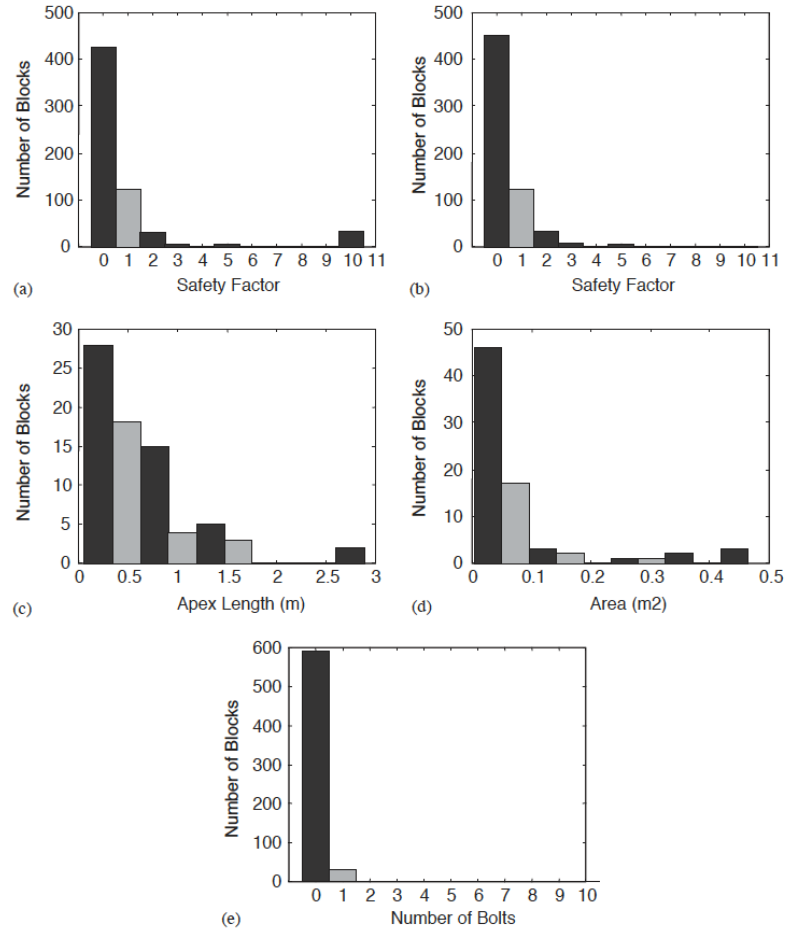 500
400
300
200
100
0
Number of Blocks
0 1 2 3 4 5 6 7 8 9 10 11
Safety Factor
(a)
500
400
300
200
100
0
Number of Blocks
0 1 2 3 4 5 6 7 8 9 10 11
Safety Factor
(b)
30
25
20
15
10
5
0
Number of Blocks
0 0.5 1 1.5 2 2.5 3
Apex Length (m)
(c)
50
40
30
20
10
0
Number of Blocks
0 0.1 0.2 0.3 0.4 0.5
Area (m2)
(d)
600
500
400
300
200
100
0
Number of Blocks
0 1 2 3 4 5 6 7 8 9 10
Number of Bolts
(e)